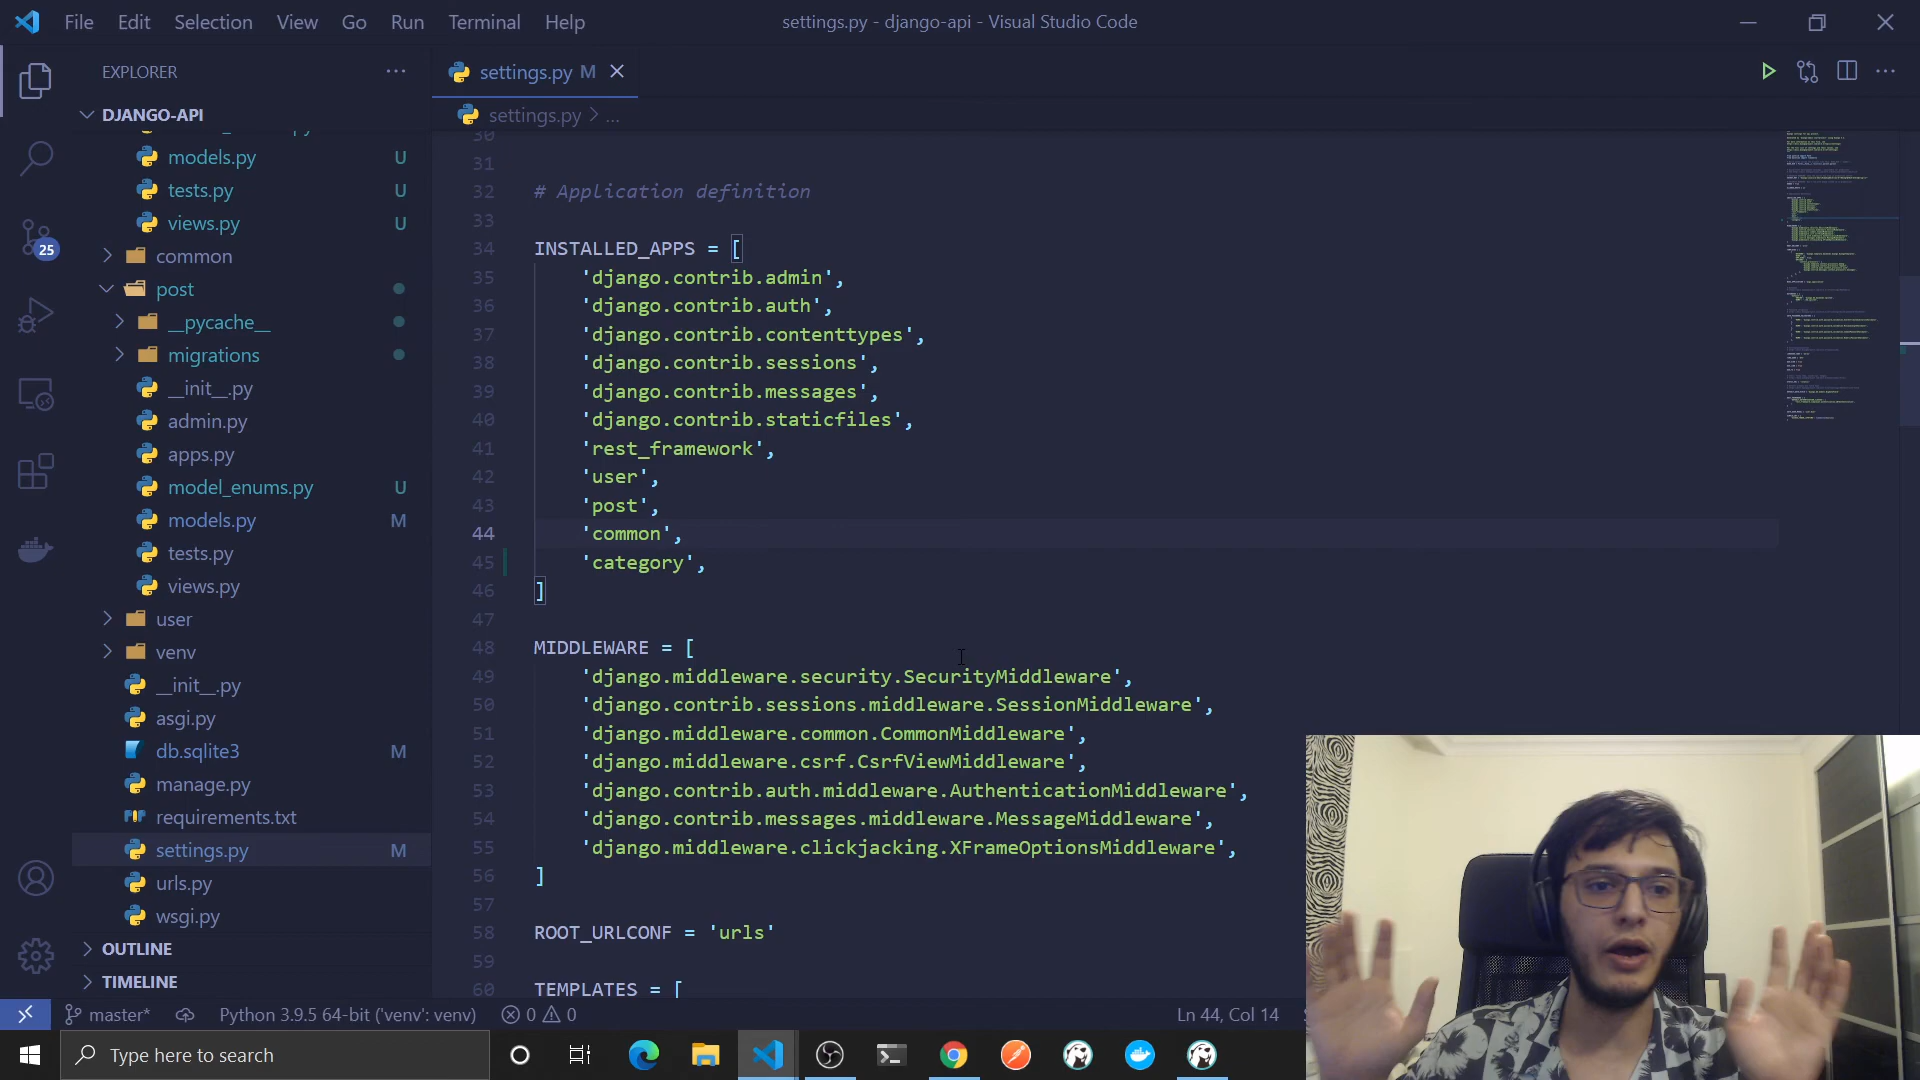 File Edit Selection View Go Run Terminal Help
settings.py - django-api - Visual Studio Code
EXPLORER
DJANGO-API
models.py U
tests.py U
views.py U
common
post
__pycache__
migrations
__init__.py
admin.py
apps.py
model_enums.py U
models.py M
tests.py
views.py
user
venv
__init__.py
asgi.py
db.sqlite3 M
manage.py
requirements.txt
settings.py M
urls.py
wsgi.py
OUTLINE
TIMELINE
25
settings.py M
settings.py > ...
30
31
32 # Application definition
33
34 INSTALLED_APPS = [
35 'django.contrib.admin',
36 'django.contrib.auth',
37 'django.contrib.contenttypes',
38 'django.contrib.sessions',
39 'django.contrib.messages',
40 'django.contrib.staticfiles',
41 'rest_framework',
42 'user',
43 'post',
44 'common',
45 'category',
46 ]
47
48 MIDDLEWARE = [
49 'django.middleware.security.SecurityMiddleware',
50 'django.contrib.sessions.middleware.SessionMiddleware',
51 'django.middleware.common.CommonMiddleware',
52 'django.middleware.csrf.CsrfViewMiddleware',
53 'django.contrib.auth.middleware.AuthenticationMiddleware',
54 'django.contrib.messages.middleware.MessageMiddleware',
55 'django.middleware.clickjacking.XFrameOptionsMiddleware',
56 ]
57
58 ROOT_URLCONF = 'urls'
59
60 TEMPLATES = [
master* Python 3.9.5 64-bit ('venv': venv) 0 0 Ln 44, Col 14
Type here to search